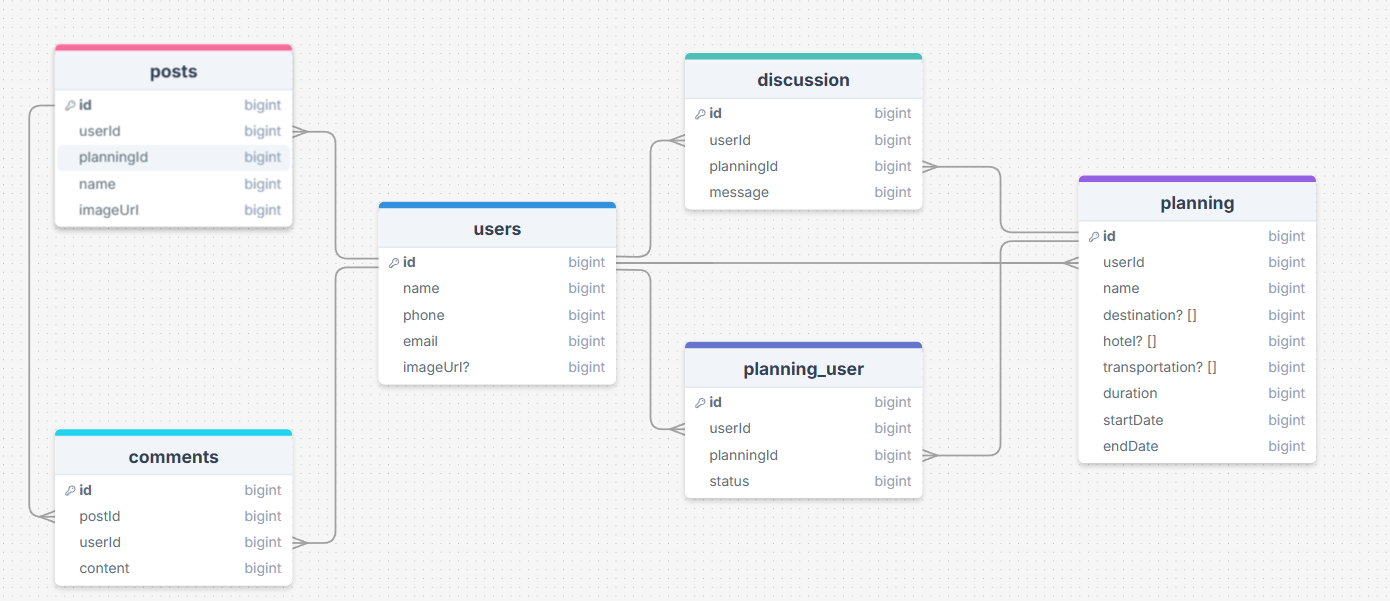 posts
id bigint
userId bigint
planningId bigint
name bigint
imageUrl bigint
discussion
id bigint
userId bigint
planningId bigint
message bigint
planning
id bigint
userId bigint
name bigint
destination? [] bigint
hotel? [] bigint
transportation? [] bigint
duration bigint
startDate bigint
endDate bigint
users
id bigint
name bigint
phone bigint
email bigint
imageUrl? bigint
planning_user
id bigint
userId bigint
planningId bigint
status bigint
comments
id bigint
postId bigint
userId bigint
content bigint